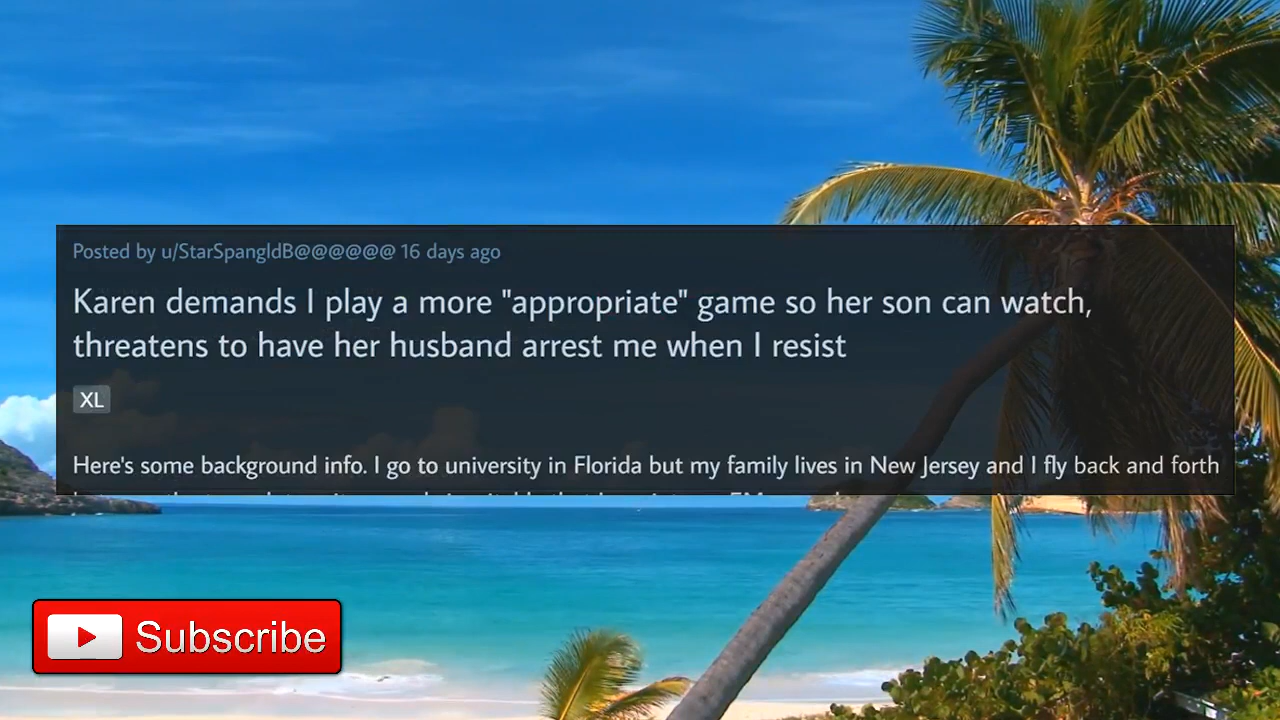 Posted by u/StarSpangldB@@@@@@ 16 days ago
Karen demands I play a more "appropriate" game so her son can watch,
threatens to have her husband arrest me when I resist
XL
Here's some background info. I go to university in Florida but my family lives in New Jersey and I fly back and forth
Subscribe